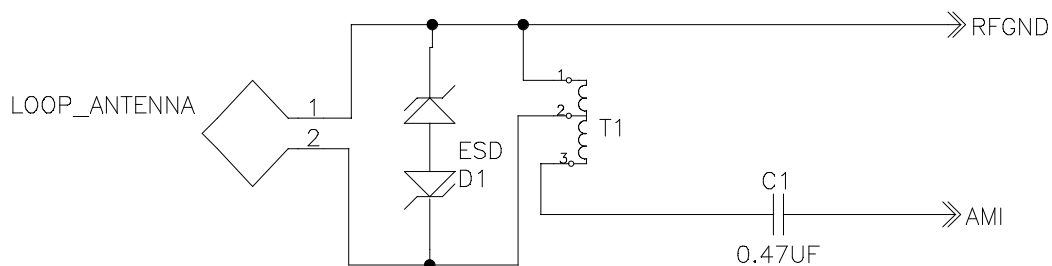 RFGND
LOOP_ANTENNA
1
2
ESD
D1
1
2
3
T1
C1
0.47UF
AMI